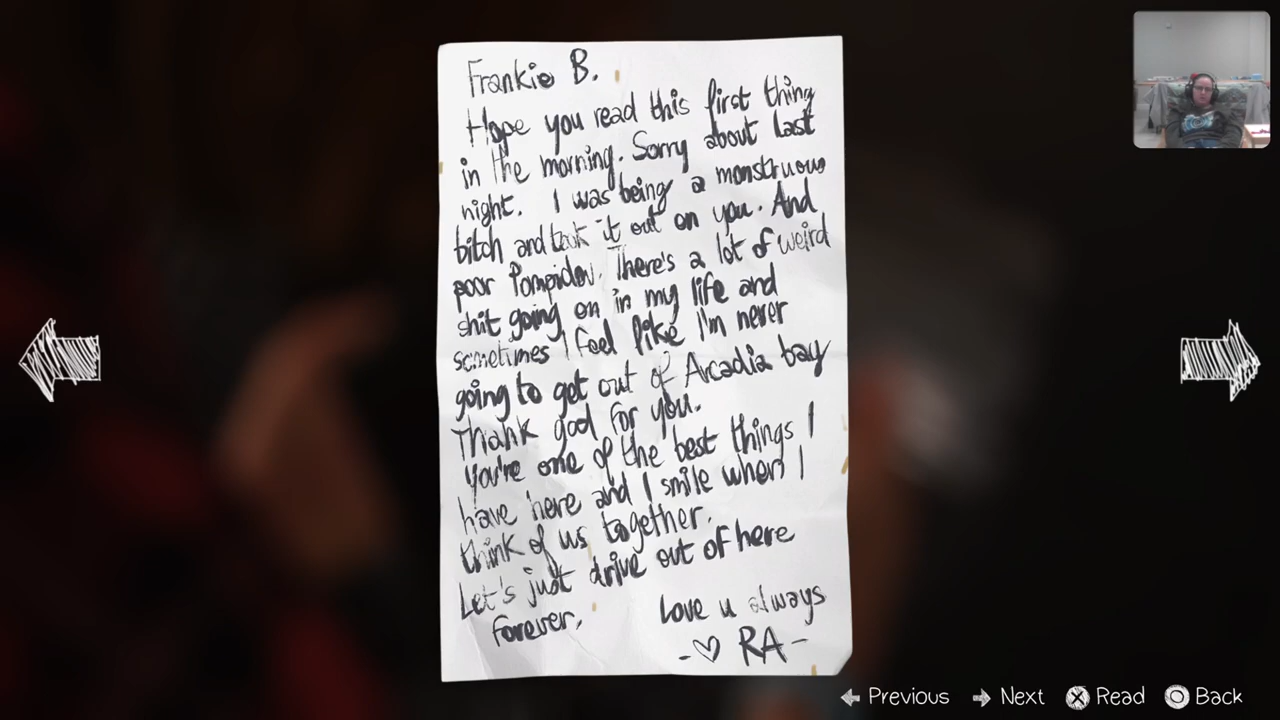 Frankie B.
Hope you read this first thing
in the morning. Sorry about last
night. I was being a monstruous
bitch and took it out on you. And
poor Pompidou. There's a lot of weird
shit going on in my life and
sometimes I feel like I'm never
going to get out of Arcadia bay
Thank god for you.
You're one of the best things I
have here and I smile when I
think of us together.
Let's just drive out of here
forever.
Love u always
-♡ RA-
Previous Next Read Back